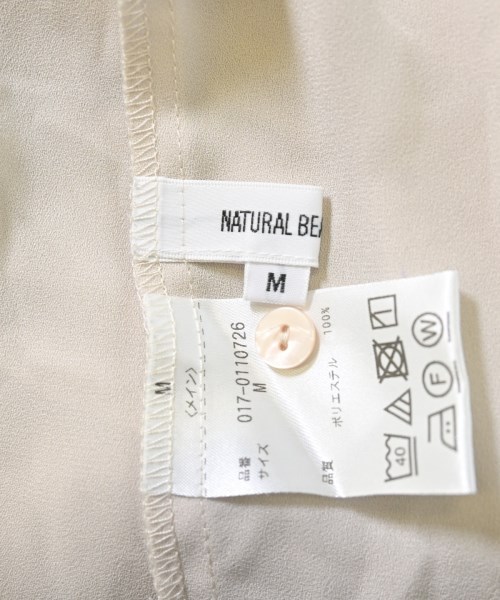 NATURAL BEA
M
M
〈メイン〉
品番 017-0110726
サイズ M
品質 ポリエステル 100%
40
F
W